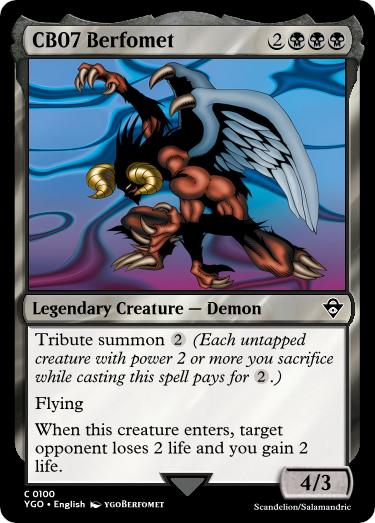 CB07 Berfomet 2
Legendary Creature — Demon
Tribute summon 2 (Each untapped
creature with power 2 or more you sacrifice
while casting this spell pays for 2.)
Flying
When this creature enters, target
opponent loses 2 life and you gain 2
life.
4/3
C 0100
YGO • English YGOBERFOMET
Scandelion/Salamandric